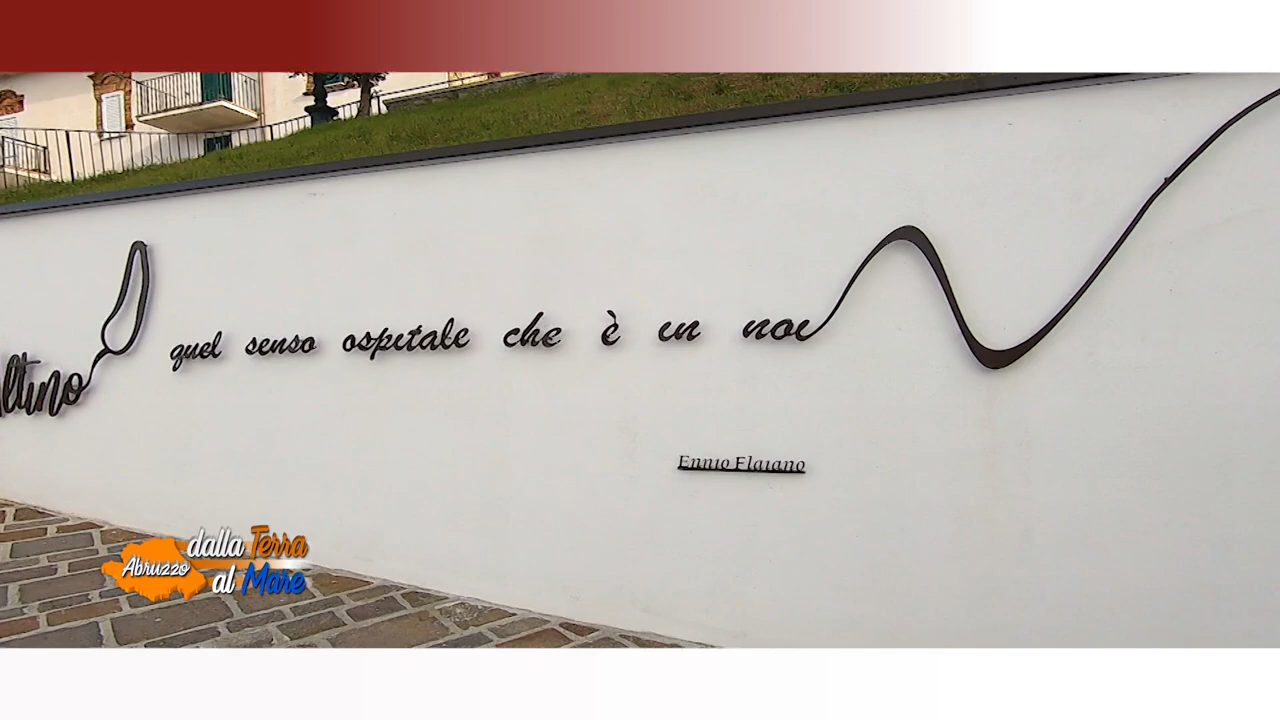 ltino quel senso ospitale che è in noi
Ennio Flaiano
dalla Terra
Abruzzo
al Mare